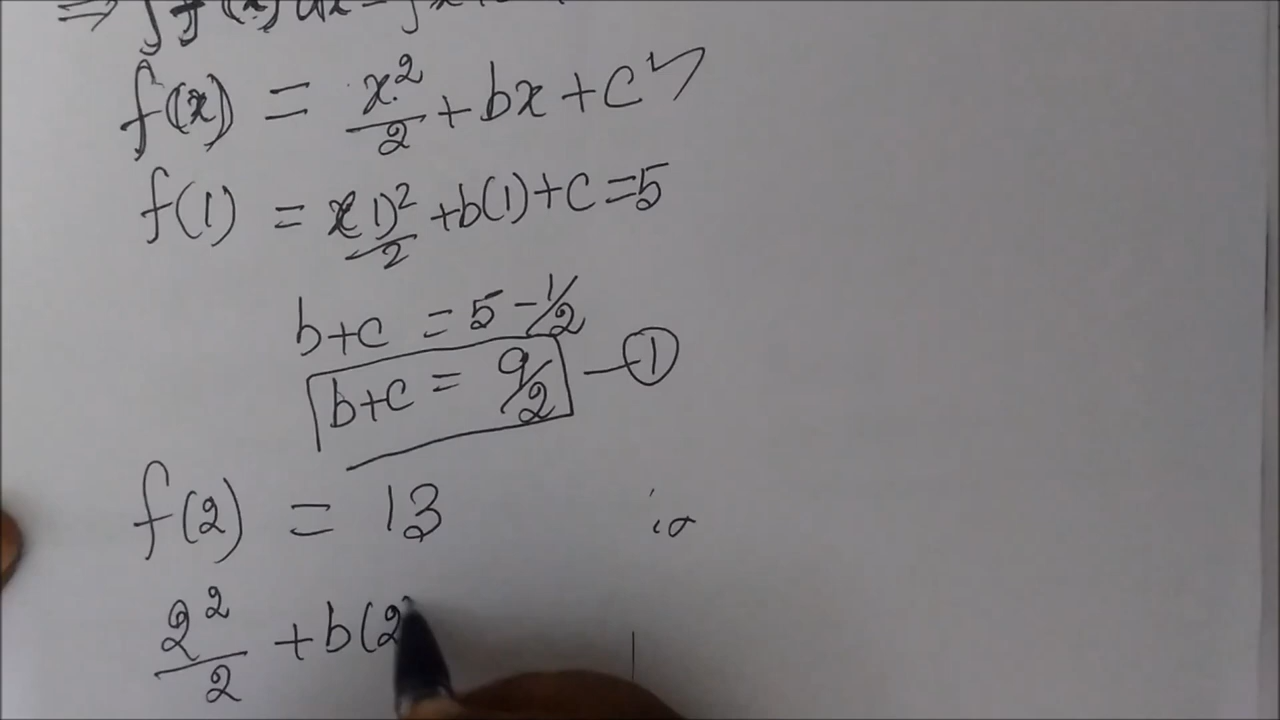 f(x) = x²/2 + bx + c
f(1) = (1)²/2 + b(1) + c = 5
b+c = 5 - 1/2
b+c = 9/2 — ①
f(2) = 13
2²/2 + b(2